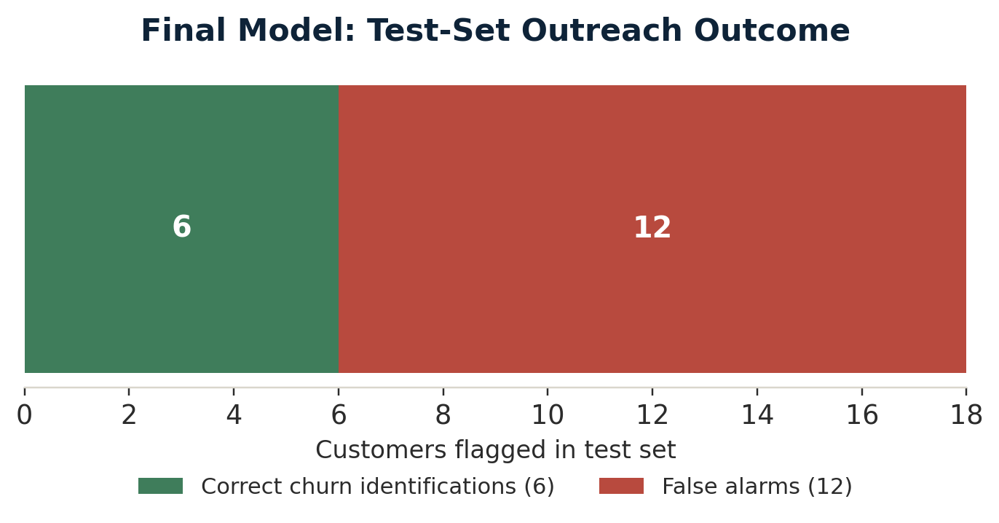 Final Model: Test-Set Outreach Outcome
6 12
0 2 4 6 8 10 12 14 16 18
Customers flagged in test set
Correct churn identifications (6) False alarms (12)